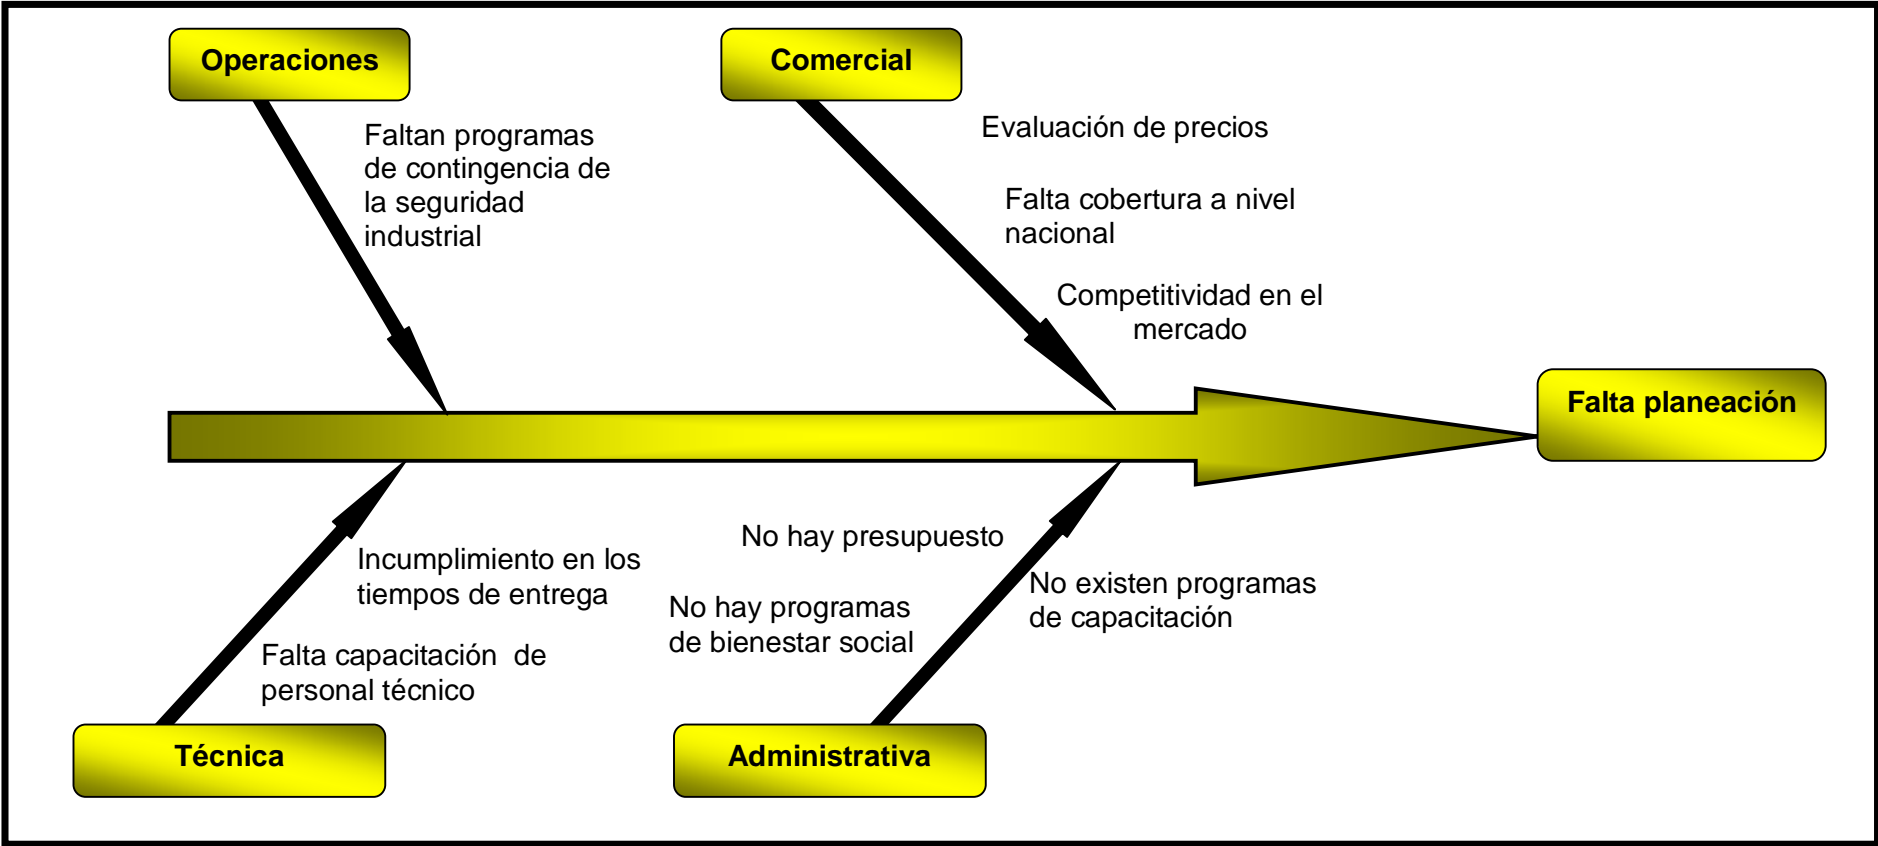 Operaciones
Comercial
Faltan programas
de contingencia de
la seguridad
industrial
Evaluación de precios
Falta cobertura a nivel
nacional
Competitividad en el
mercado
Falta planeación
Incumplimiento en los
tiempos de entrega
Falta capacitación  de
personal técnico
No hay presupuesto
No hay programas
de bienestar social
No existen programas
de capacitación
Técnica
Administrativa